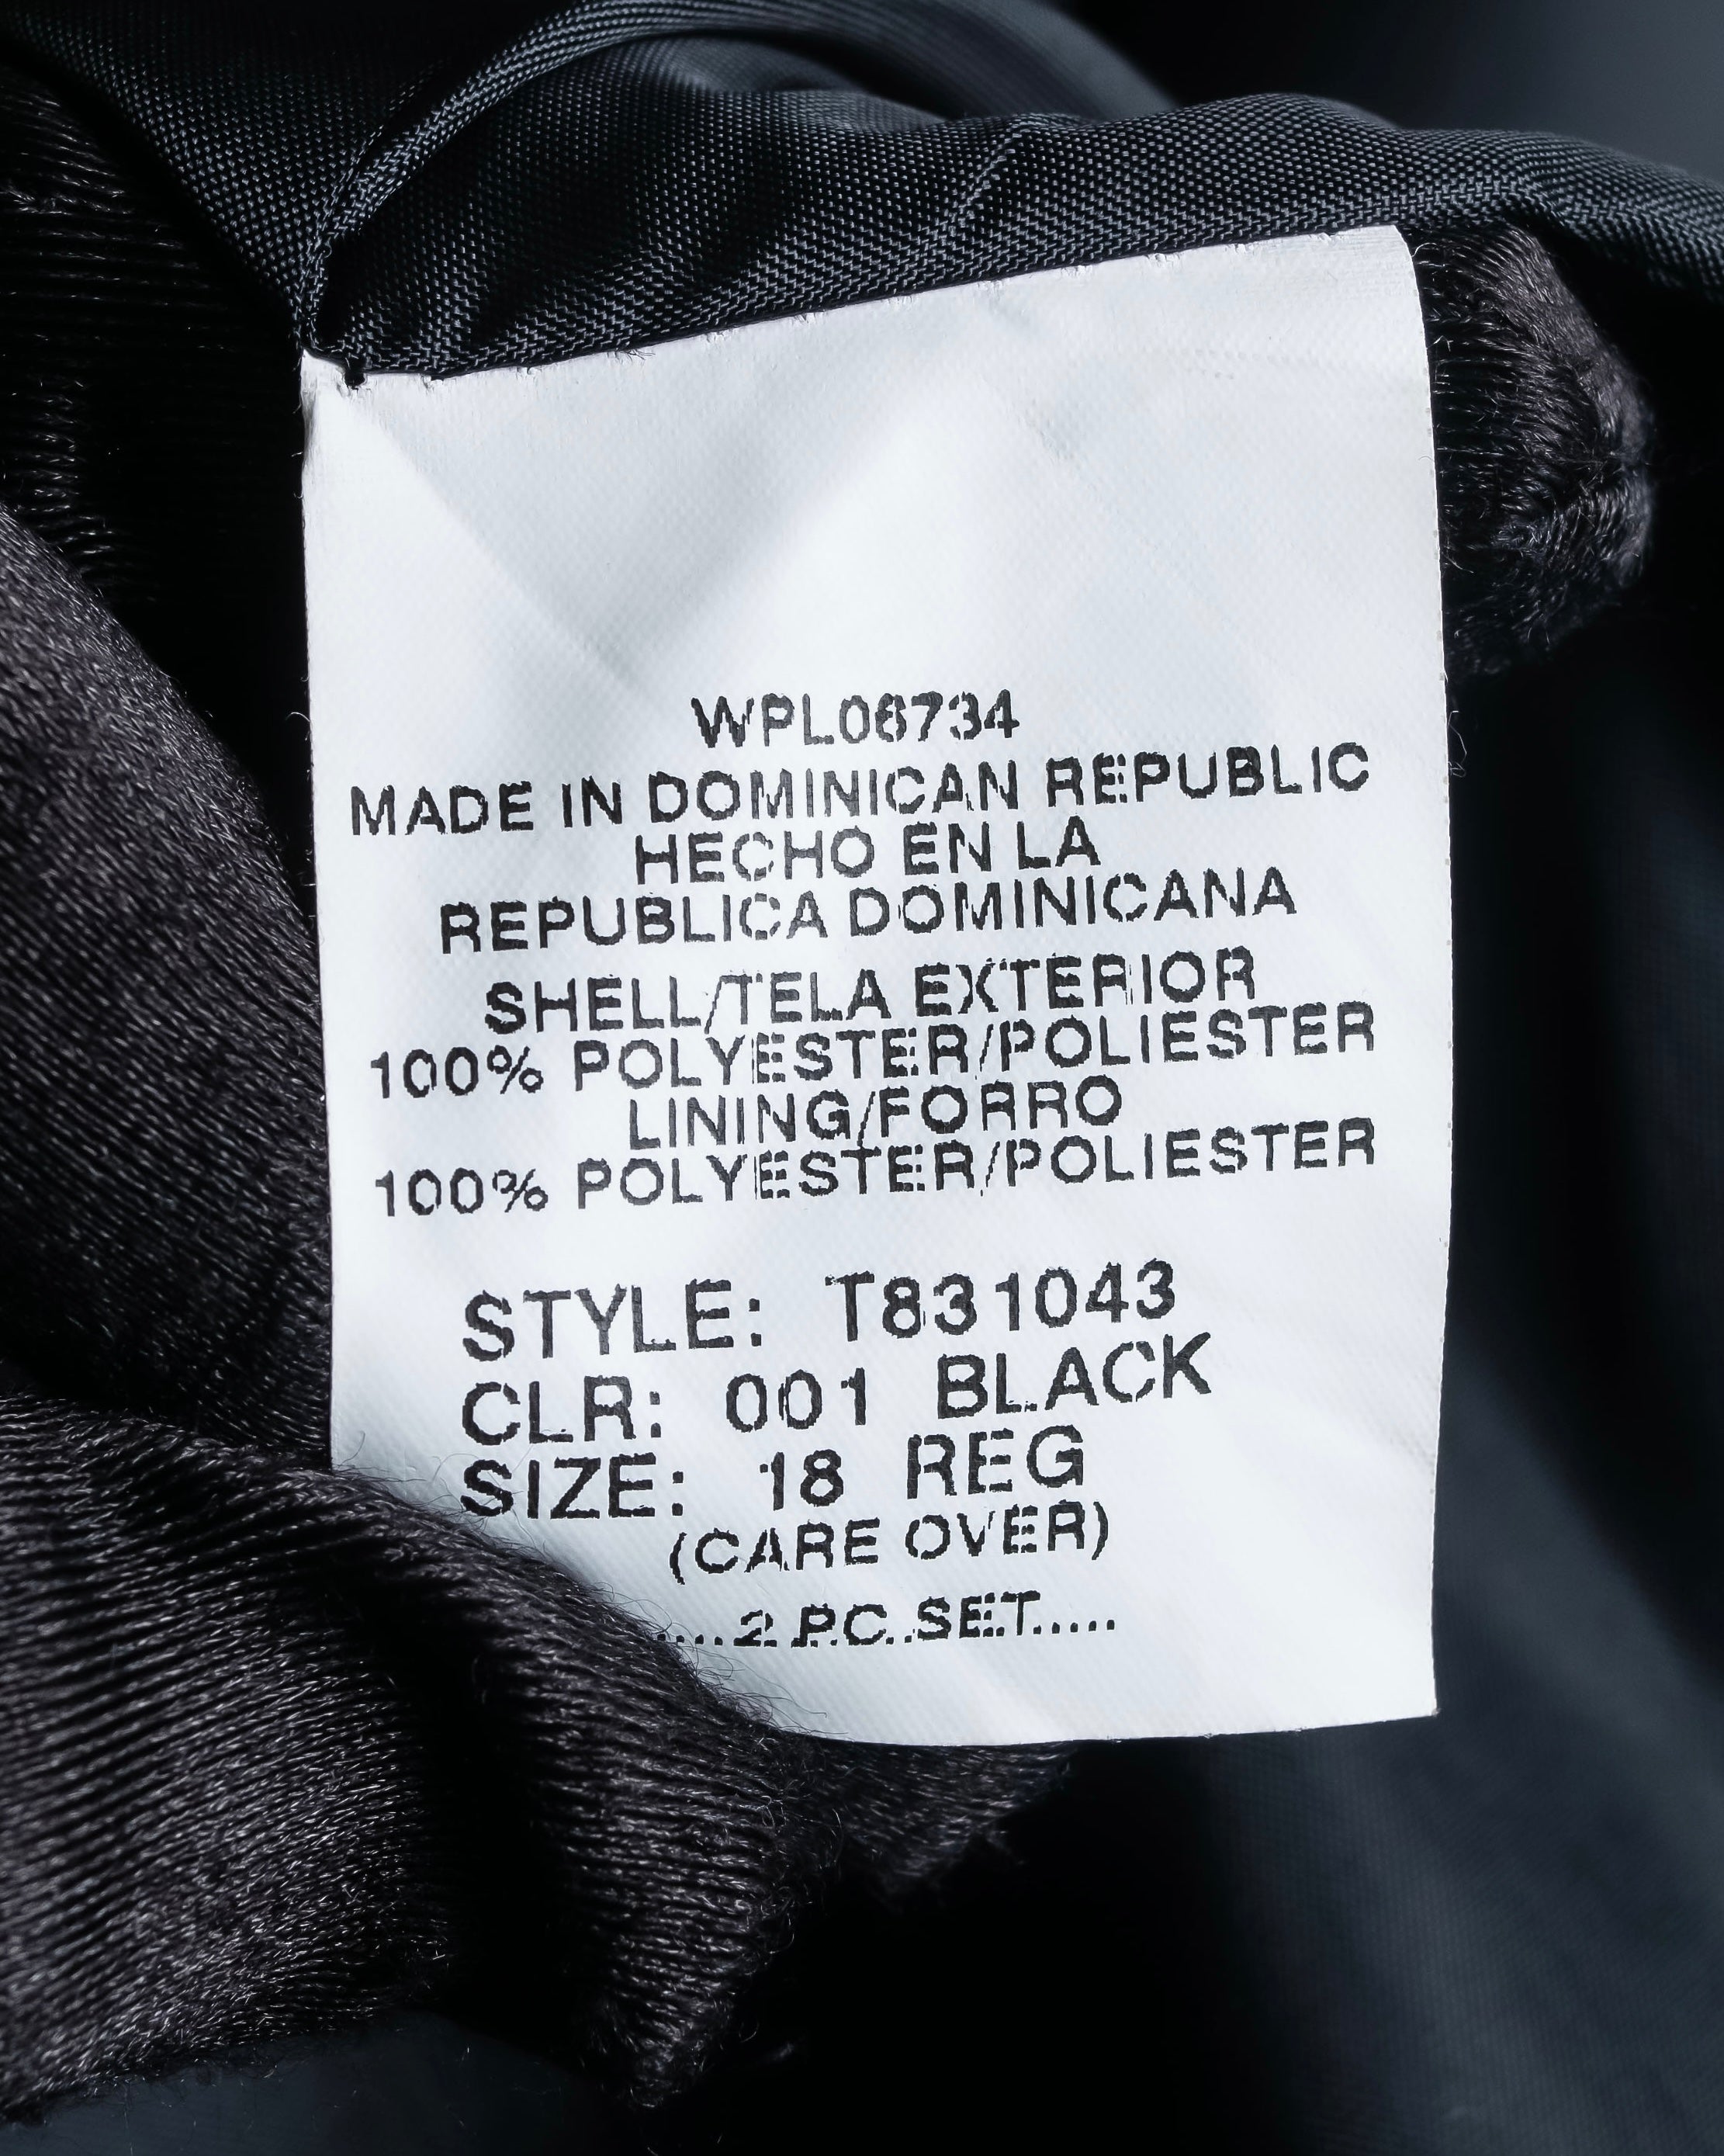 WPL06734
MADE IN DOMINICAN REPUBLIC
HECHO EN LA
REPUBLICA DOMINICANA
SHELL/TELA EXTERIOR
100% POLYESTER/POLIESTER
LINING/FORRO
100% POLYESTER/POLIESTER
STYLE: T831043
CLR: 001 BLACK
SIZE: 18 REG
(CARE OVER)
.....2 P.C..SET.....